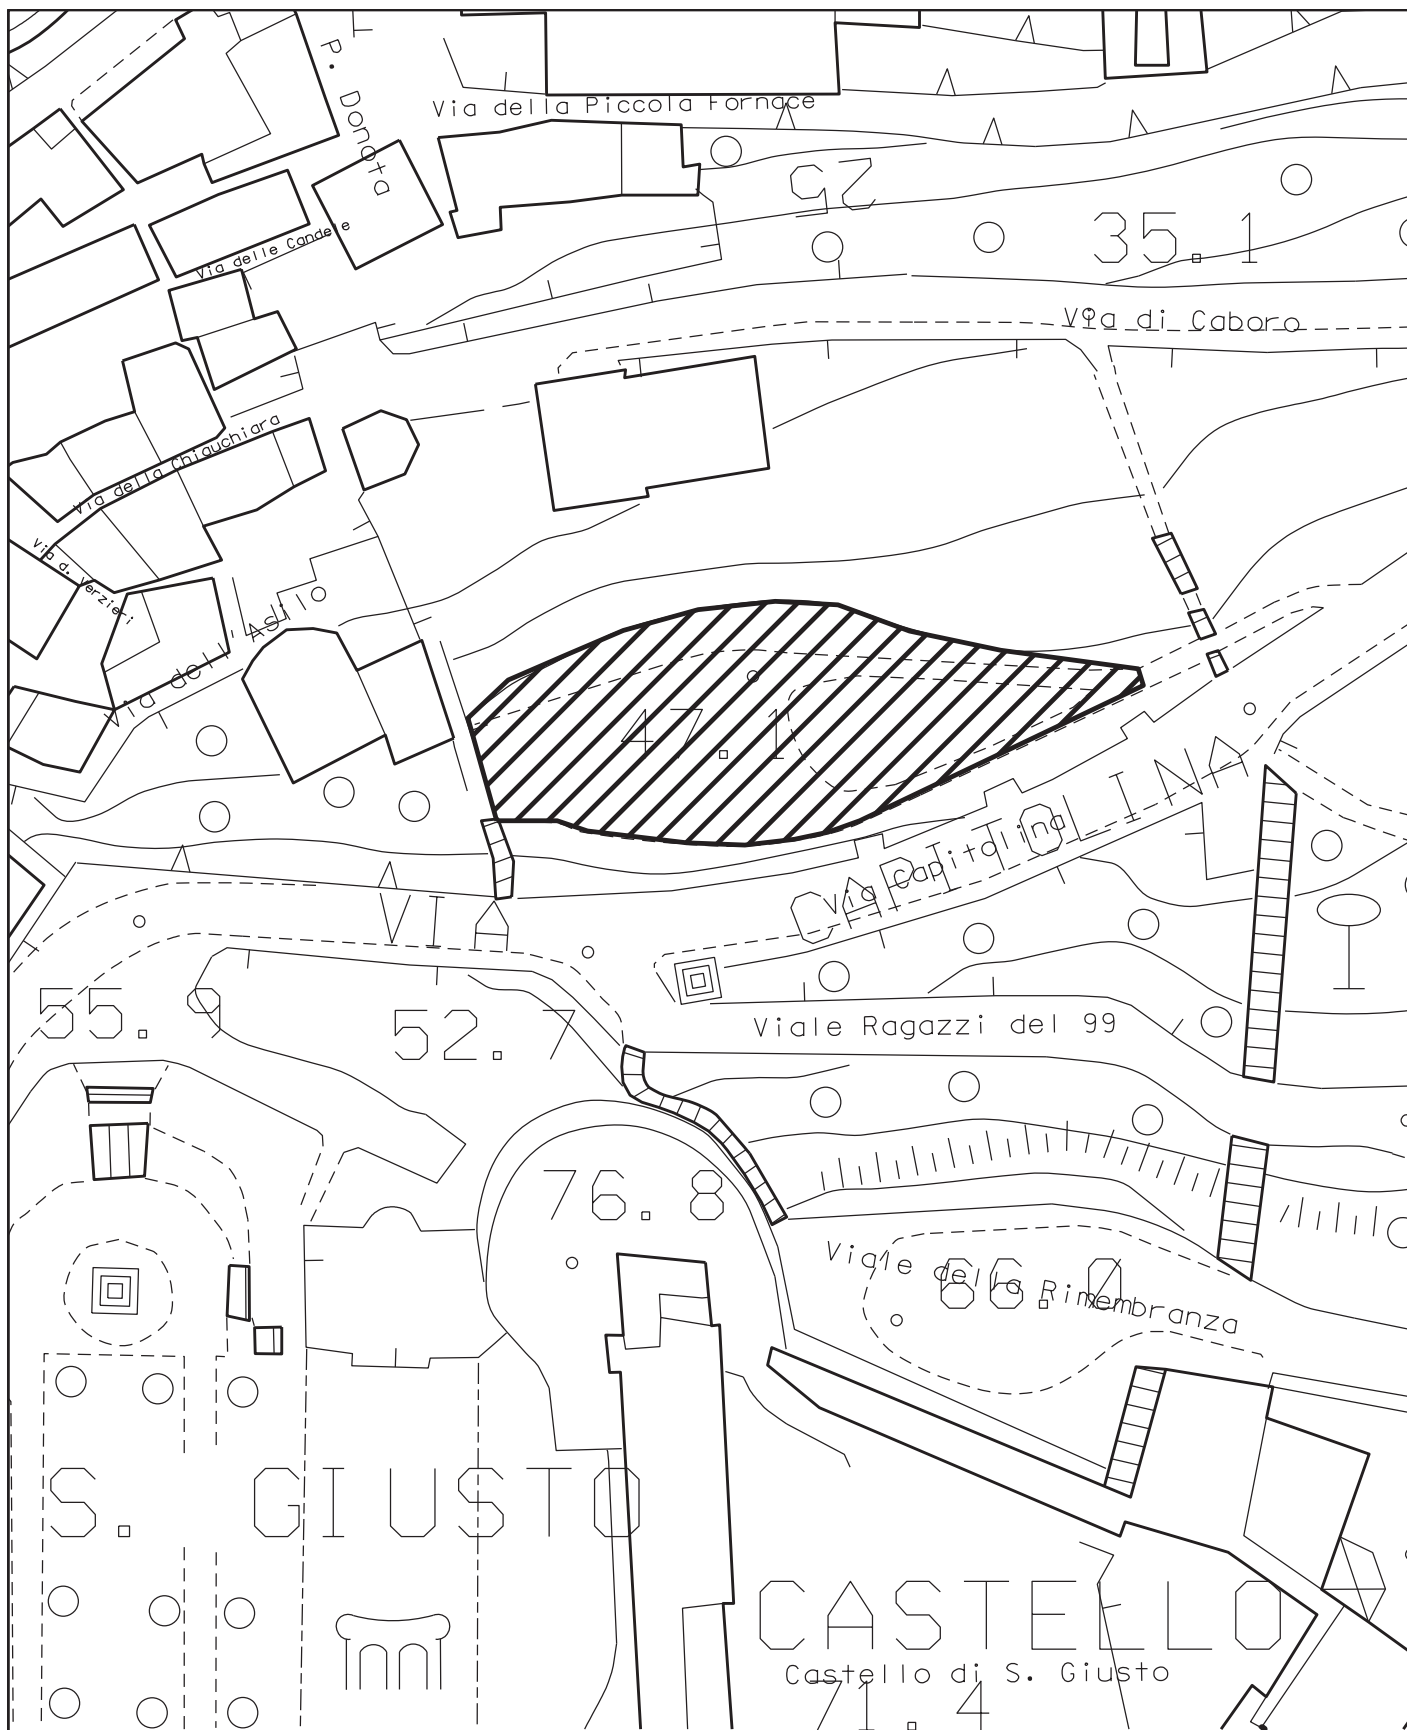 P. Donota
Via della Piccola Fornace
25
35.1
Via delle Candele
Via di Caboro
Via della Chiauchiara
Via d. Verzieri
Via dell' Asilo
47.1
VIA CAPITOLINA
Via Capitolina
55.9
52.7
Viale Ragazzi del 99
76.8
66.0
Viale della Rimembranza
S. GIUSTO
CASTELLO
Castello di S. Giusto
71.4